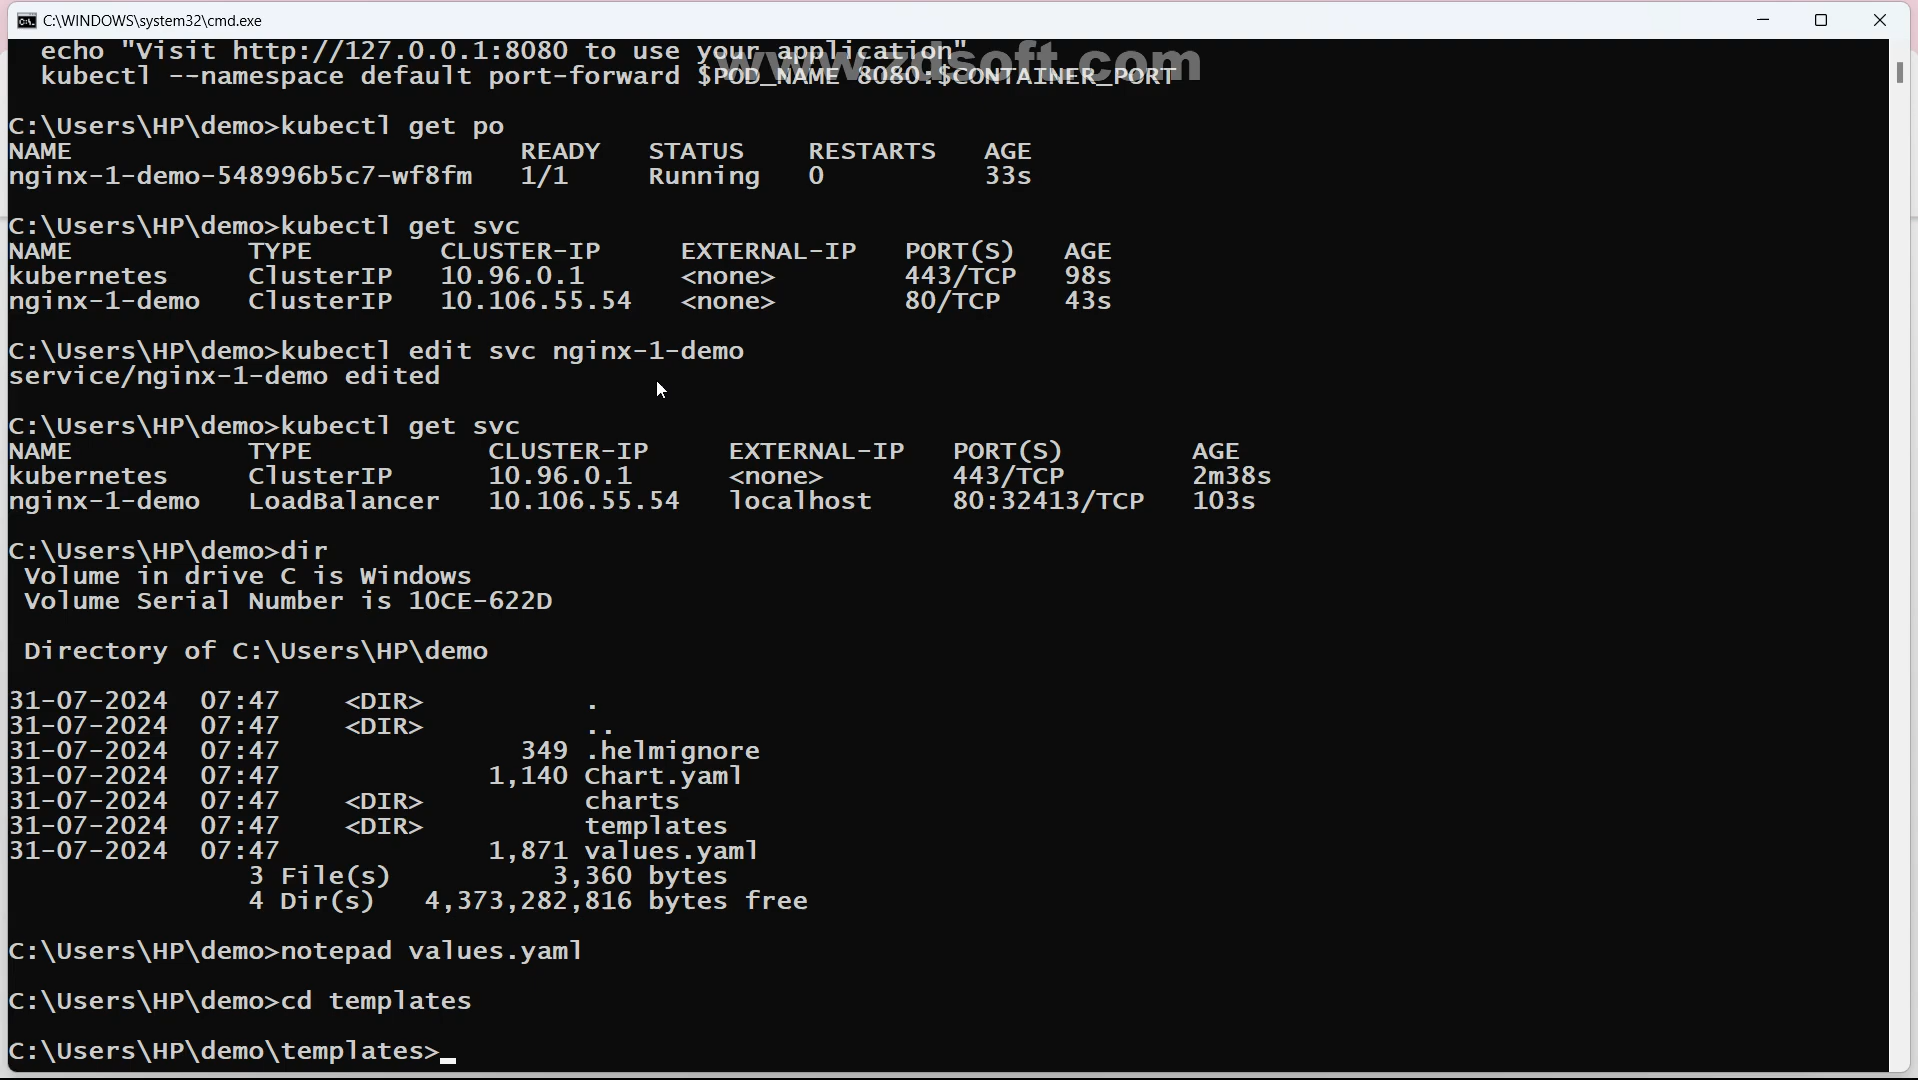 C:\WINDOWS\system32\cmd.exe
echo "Visit http://127.0.0.1:8080 to use your application"
www.zdsoft.com
kubectl --namespace default port-forward $POD_NAME 8080:$CONTAINER_PORT
C:\Users\HP\demo>kubectl get po
NAME READY STATUS RESTARTS AGE
nginx-1-demo-548996b5c7-wf8fm 1/1 Running 0 33s
C:\Users\HP\demo>kubectl get svc
NAME TYPE CLUSTER-IP EXTERNAL-IP PORT(S) AGE
kubernetes ClusterIP 10.96.0.1 <none> 443/TCP 98s
nginx-1-demo ClusterIP 10.106.55.54 <none> 80/TCP 43s
C:\Users\HP\demo>kubectl edit svc nginx-1-demo
service/nginx-1-demo edited
C:\Users\HP\demo>kubectl get svc
NAME TYPE CLUSTER-IP EXTERNAL-IP PORT(S) AGE
kubernetes ClusterIP 10.96.0.1 <none> 443/TCP 2m38s
nginx-1-demo LoadBalancer 10.106.55.54 localhost 80:32413/TCP 103s
C:\Users\HP\demo>dir
Volume in drive C is Windows
Volume Serial Number is 10CE-622D
Directory of C:\Users\HP\demo
31-07-2024 07:47 <DIR> .
31-07-2024 07:47 <DIR> ..
31-07-2024 07:47 349 .helmignore
31-07-2024 07:47 1,140 Chart.yaml
31-07-2024 07:47 <DIR> charts
31-07-2024 07:47 <DIR> templates
31-07-2024 07:47 1,871 values.yaml
3 File(s) 3,360 bytes
4 Dir(s) 4,373,282,816 bytes free
C:\Users\HP\demo>notepad values.yaml
C:\Users\HP\demo>cd templates
C:\Users\HP\demo\templates>